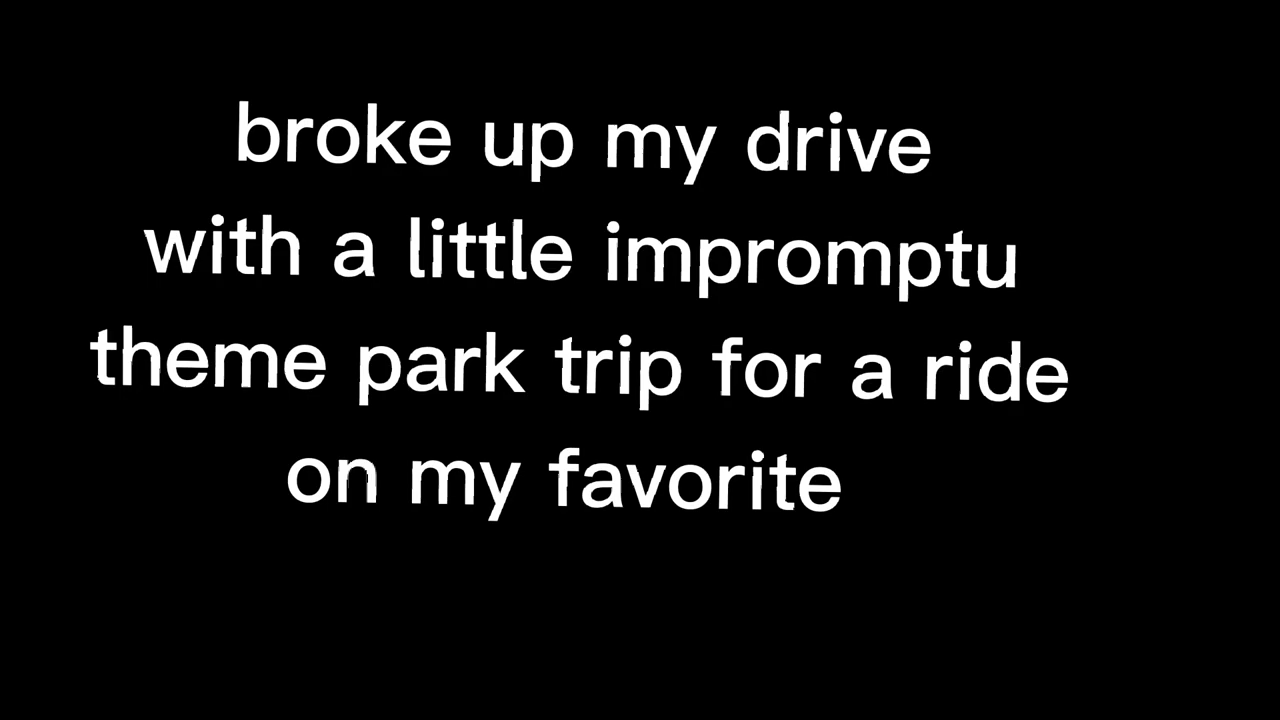 broke up my drive
with a little impromptu
theme park trip for a ride
on my favorite